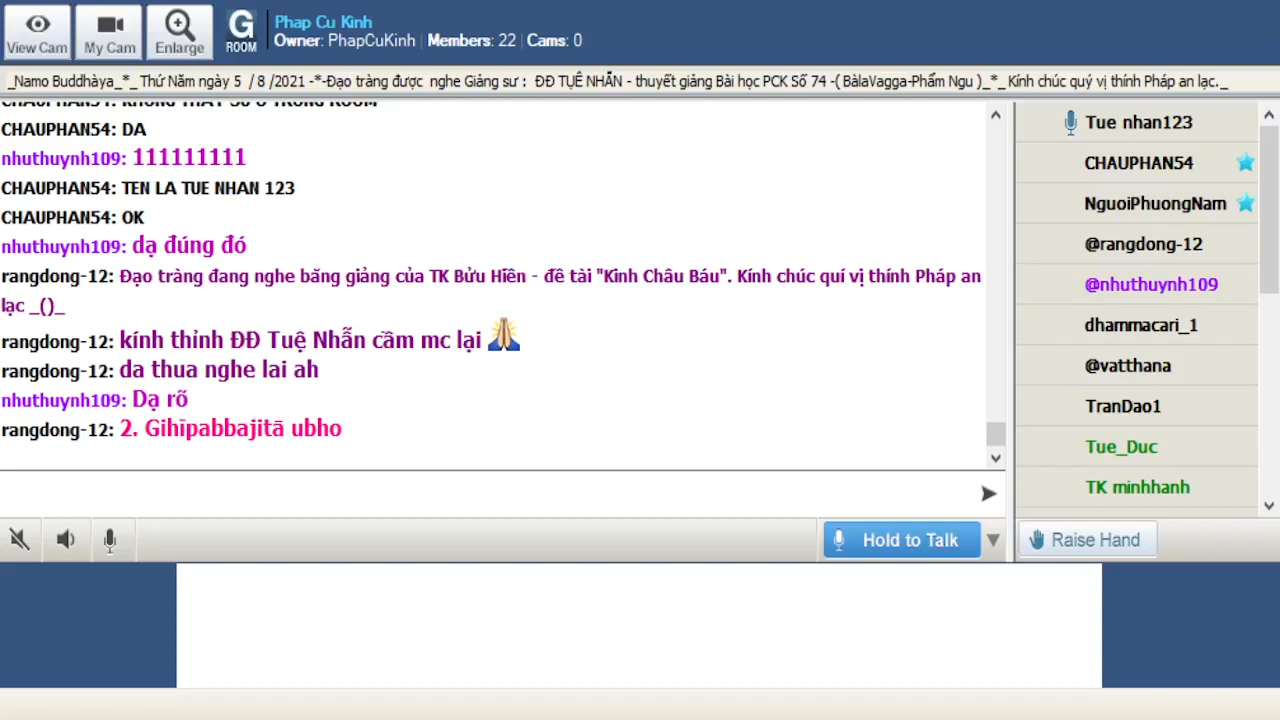 View Cam
My Cam
Enlarge
G
ROOM
Phap Cu Kinh
Owner: PhapCuKinh | Members: 22 | Cams: 0
_Namo Buddhàya_*_ Thứ Năm ngày 5 / 8 /2021 -*-Đạo tràng được nghe Giảng sư : ĐĐ TUỆ NHẪN - thuyết giảng Bài học PCK Số 74 -( BàlaVagga-Phẩm Ngu )_*_ Kính chúc quý vị thính Pháp an lạc._
CHAUPHAN54: KHONG THAY SU O TRONG ROOM
CHAUPHAN54: DA
nhuthuynh109: 111111111
CHAUPHAN54: TEN LA TUE NHAN 123
CHAUPHAN54: OK
nhuthuynh109: dạ đúng đó
rangdong-12: Đạo tràng đang nghe băng giảng của TK Bửu Hiền - đề tài "Kinh Châu Báu". Kính chúc quí vị thính Pháp an
lạc _()_
rangdong-12: kính thỉnh ĐĐ Tuệ Nhẫn cầm mc lại
rangdong-12: da thua nghe lai ah
nhuthuynh109: Dạ rõ
rangdong-12: 2. Gihīpabbajitā ubho
Tue nhan123
CHAUPHAN54
NguoiPhuongNam
@rangdong-12
@nhuthuynh109
dhammacari_1
@vatthana
TranDao1
Tue_Duc
TK minhhanh
Hold to Talk
Raise Hand